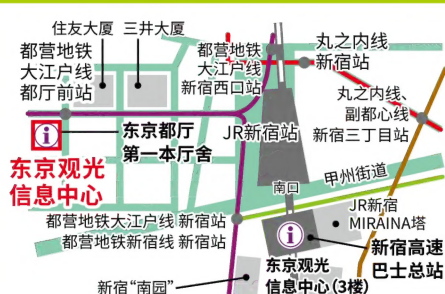 住友大厦 三井大厦
都营地铁
大江户线
都厅前站
都营地铁
大江户线
新宿西口站
丸之内线
新宿站
丸之内线、
副都心线
新宿三丁目站
i
东京都厅
第一本厅舍
JR新宿站
东京观光
信息中心
甲州街道
南口
JR新宿
MIRAINA塔
都营地铁大江户线 新宿站
都营地铁新宿线 新宿站
i
新宿高速
巴士总站
东京观光
信息中心(3楼)
新宿“南园”